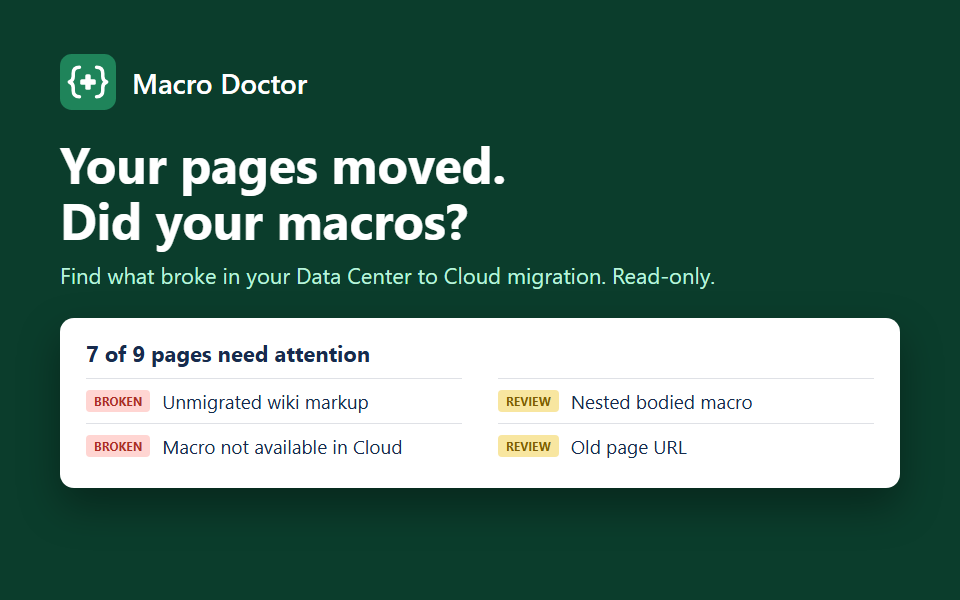 Macro Doctor
Your pages moved.
Did your macros?
Find what broke in your Data Center to Cloud migration. Read-only.
7 of 9 pages need attention
BROKEN Unmigrated wiki markup
REVIEW Nested bodied macro
BROKEN Macro not available in Cloud
REVIEW Old page URL